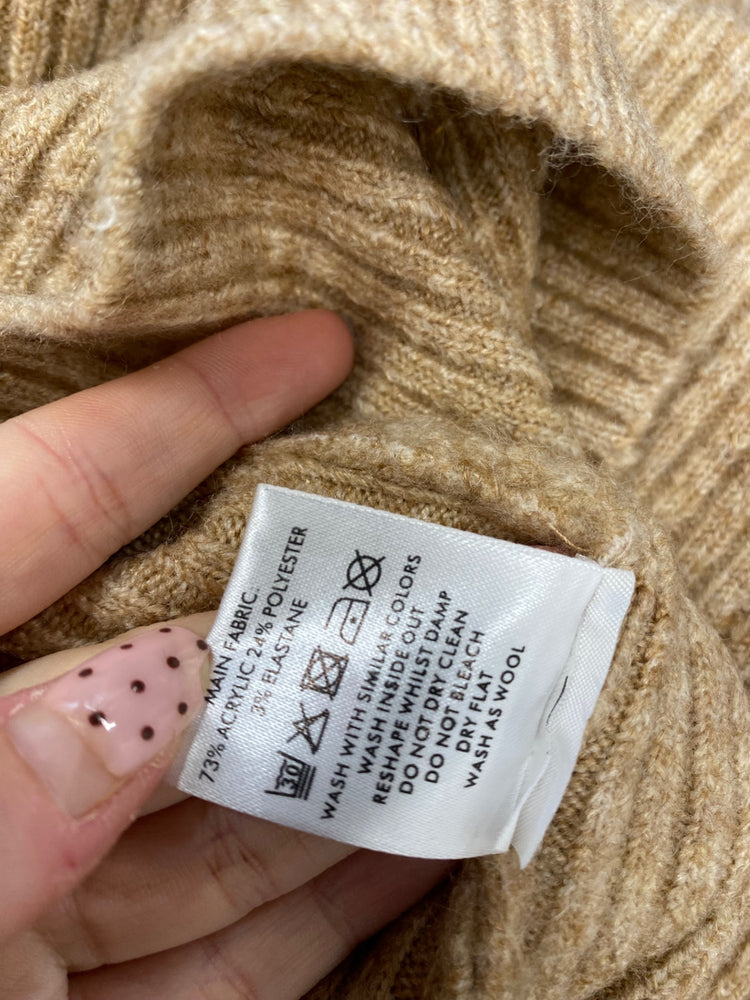 MAIN FABRIC:
73% ACRYLIC 24% POLYESTER
3% ELASTANE
30
WASH WITH SIMILAR COLORS
WASH INSIDE OUT
RESHAPE WHILST DAMP
DO NOT DRY CLEAN
DO NOT BLEACH
DRY FLAT
WASH AS WOOL